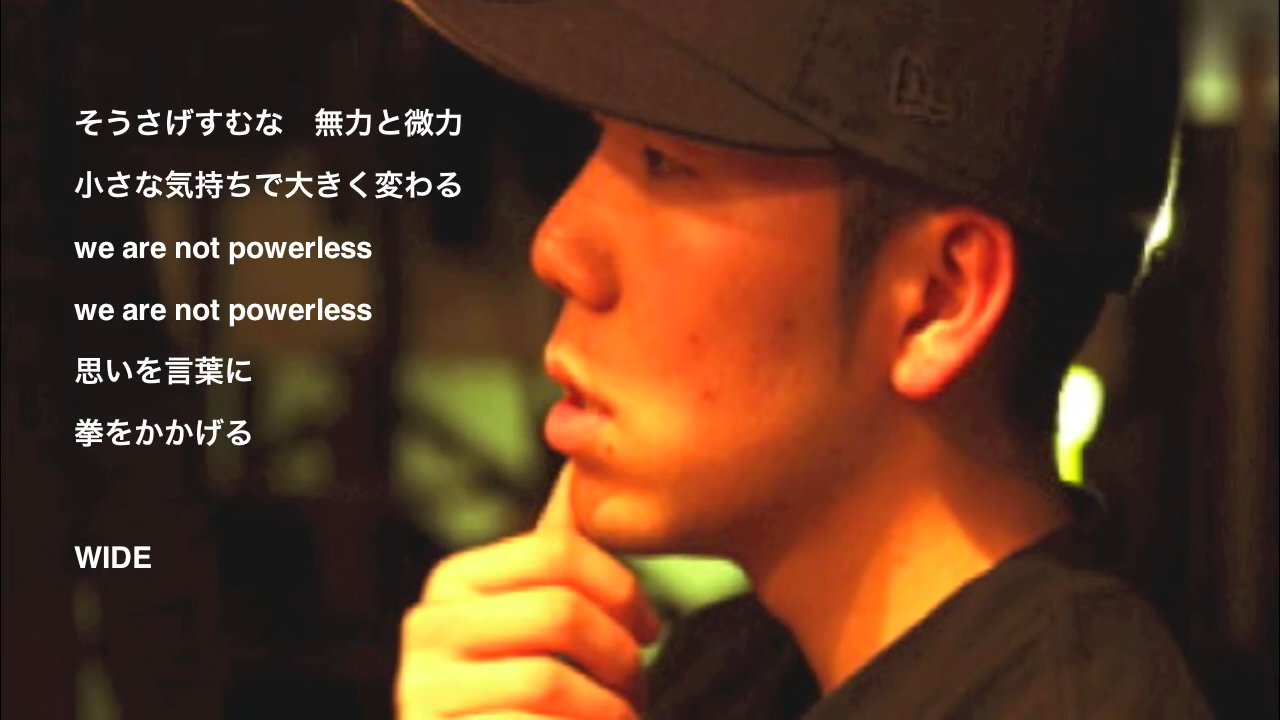 そうさげすむな　無力と微力
小さな気持ちで大きく変わる
we are not powerless
we are not powerless
思いを言葉に
拳をかかげる
WIDE